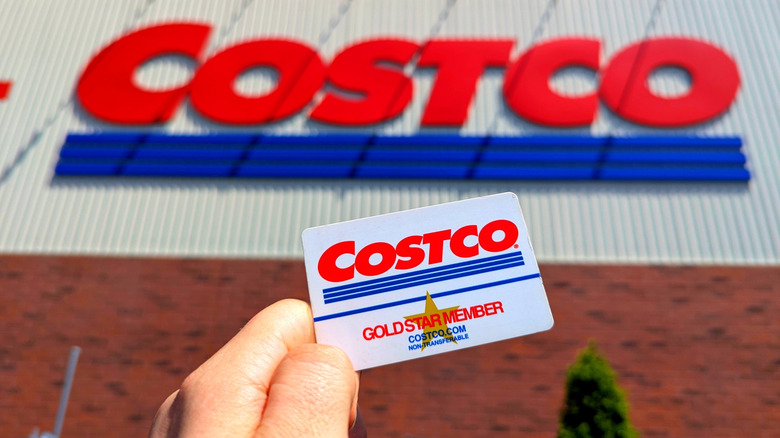 COSTCO
COSTCO®
GOLD STAR MEMBER
COSTCO.COM
NON-TRANSFERABLE